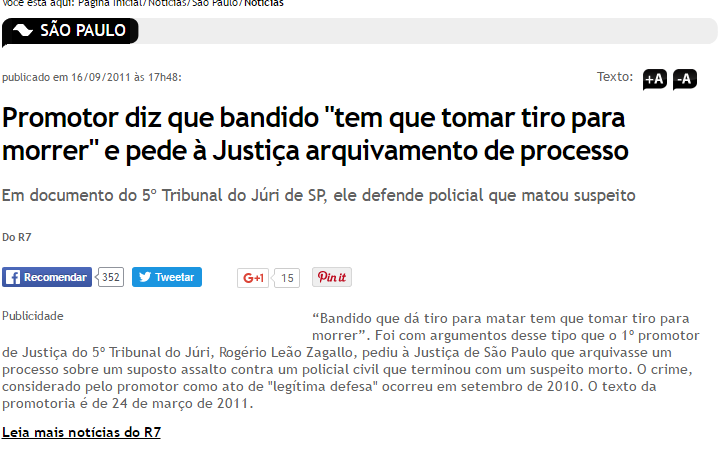 Você está aqui: Página Inicial/Notícias/São Paulo/Notícias
SÃO PAULO
publicado em 16/09/2011 às 17h48:
Texto: +A -A
Promotor diz que bandido "tem que tomar tiro para
morrer" e pede à Justiça arquivamento de processo
Em documento do 5º Tribunal do Júri de SP, ele defende policial que matou suspeito
Do R7
Recomendar 352 Tweetar G+1 15 Pin it
Publicidade
“Bandido que dá tiro para matar tem que tomar tiro para
morrer”. Foi com argumentos desse tipo que o 1º promotor
de Justiça do 5º Tribunal do Júri, Rogério Leão Zagallo, pediu à Justiça de São Paulo que arquivasse um
processo sobre um suposto assalto contra um policial civil que terminou com um suspeito morto. O crime,
considerado pelo promotor como ato de "legítima defesa" ocorreu em setembro de 2010. O texto da
promotoria é de 24 de março de 2011.
Leia mais notícias do R7